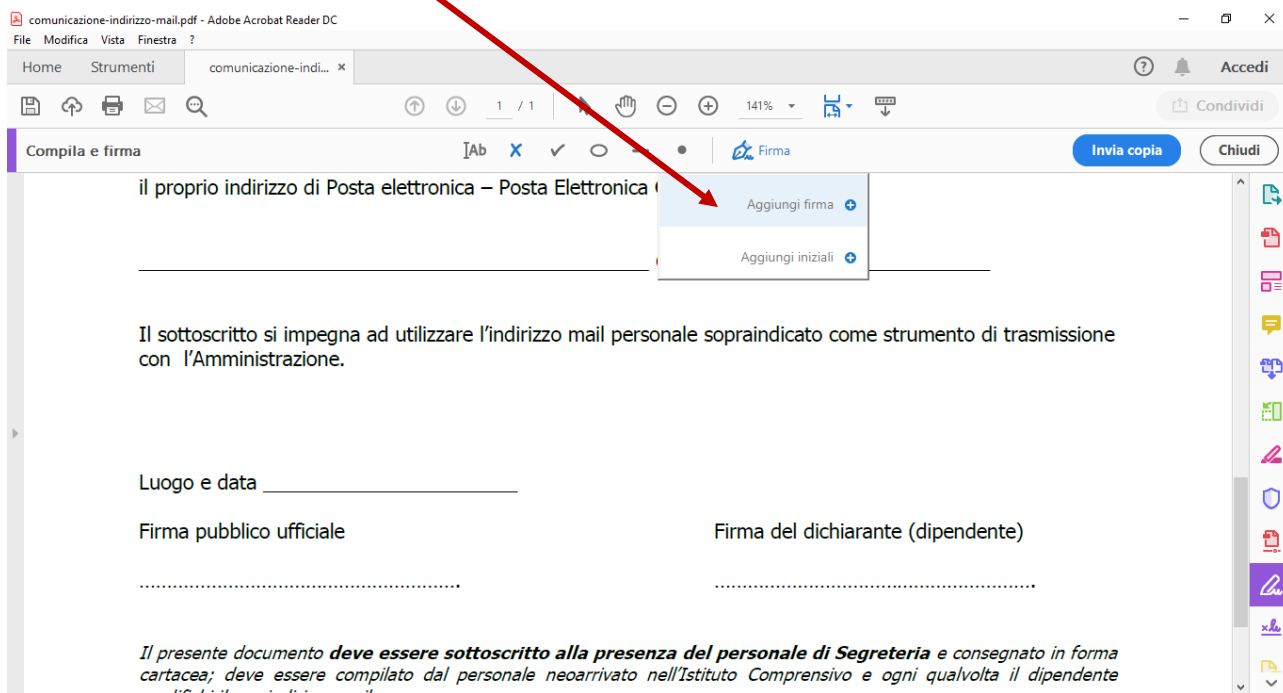 comunicazione-indirizzo-mail.pdf - Adobe Acrobat Reader DC
File Modifica Vista Finestra ?
Home Strumenti comunicazione-indi... × Accedi
1 / 1 141% Condividi
Compila e firma Ab Firma Invia copia Chiudi
il proprio indirizzo di Posta elettronica – Posta Elettronica
Aggiungi firma
Aggiungi iniziali
Il sottoscritto si impegna ad utilizzare l'indirizzo mail personale sopraindicato come strumento di trasmissione
con l'Amministrazione.
Luogo e data ________________________
Firma pubblico ufficiale Firma del dichiarante (dipendente)
…………………………………………………. ………………………………………………….
Il presente documento deve essere sottoscritto alla presenza del personale di Segreteria e consegnato in forma
cartacea; deve essere compilato dal personale neoarrivato nell'Istituto Comprensivo e ogni qualvolta il dipendente